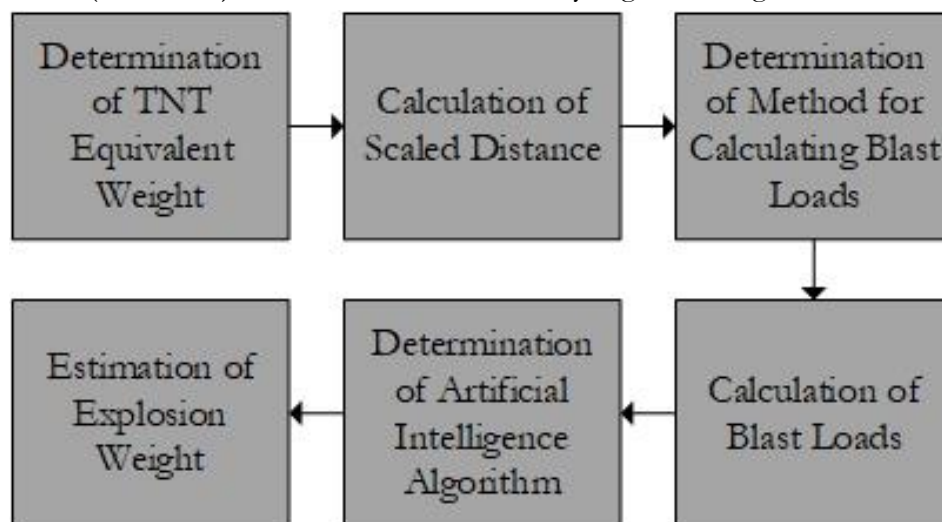 Determination
of TNT
Equivalent
Weight
Calculation of
Scaled Distance
Determination
of Method for
Calculating Blast
Loads
Calculation of
Blast Loads
Determination
of Artificial
Intelligence
Algorithm
Estimation of
Explosion
Weight